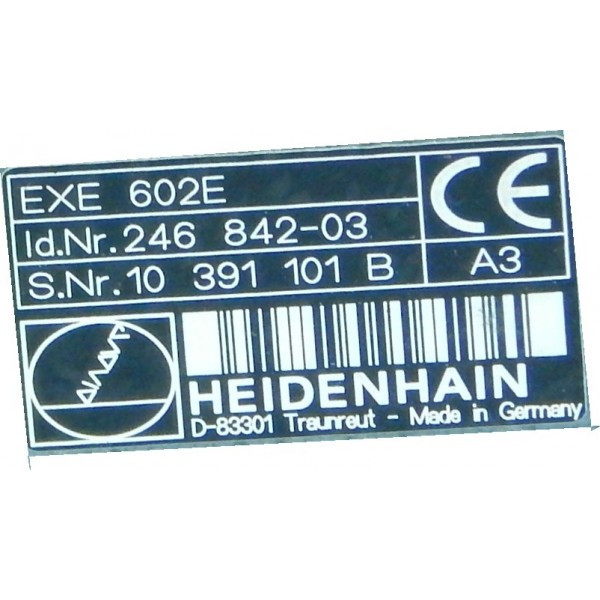 EXE 602E
Id.Nr. 246 842-03
S.Nr. 10 391 101 B
CE
A3
HEIDENHAIN
D-83301 Traunreut - Made in Germany